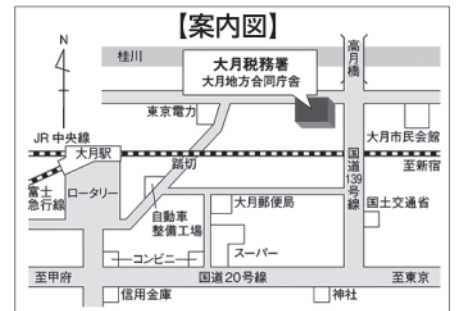 【案内図】
N
桂川
高月橋
大月税務署
大月地方合同庁舎
東京電力
大月市民会館
JR中央線
大月駅
踏切
至新宿
富士
急行線
ロータリー
国道139号線
自動車
整備工場
大月郵便局
国土交通省
スーパー
コンビニ
至甲府
国道20号線
至東京
信用金庫
神社